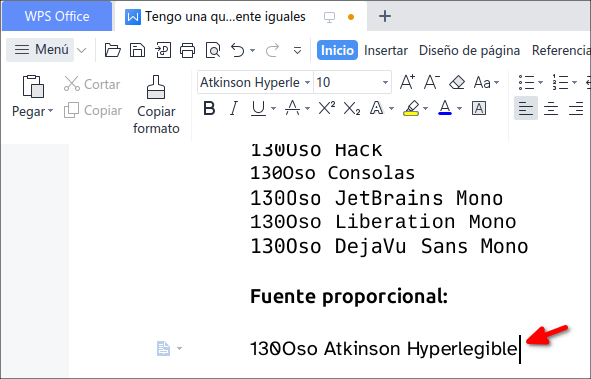 WPS Office
Tengo una qu...ente iguales
Menú
Inicio Insertar Diseño de página Referencia
Pegar
Cortar
Copiar
Copiar formato
Atkinson Hyperle 10
130Oso Hack
130Oso Consolas
130Oso JetBrains Mono
130Oso Liberation Mono
130Oso DejaVu Sans Mono
Fuente proporcional:
130Oso Atkinson Hyperlegible